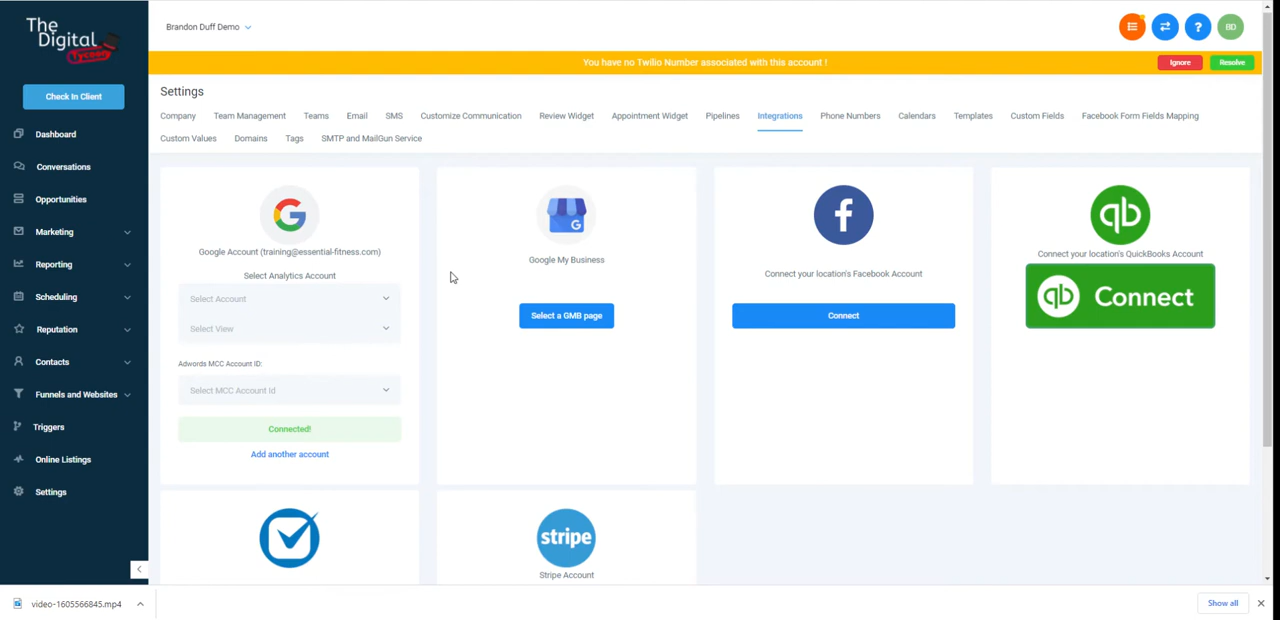 The
Digital
Tycoon
Brandon Duff Demo
?
BD
You have no Twilio Number associated with this account !
Ignore
Resolve
Check In Client
Dashboard
Conversations
Opportunities
Marketing
Reporting
Scheduling
Reputation
Contacts
Funnels and Websites
Triggers
Online Listings
Settings
Settings
Company Team Management Teams Email SMS Customize Communication Review Widget Appointment Widget Pipelines Integrations Phone Numbers Calendars Templates Custom Fields Facebook Form Fields Mapping
Custom Values Domains Tags SMTP and MailGun Service
G
Google Account (training@essential-fitness.com)
Select Analytics Account
Select Account
Select View
Adwords MCC Account ID:
Select MCC Account Id
Connected!
Add another account
G
Google My Business
Select a GMB page
f
Connect your location's Facebook Account
Connect
qb
Connect your location's QuickBooks Account
qb Connect
stripe
Stripe Account
video-1605566845.mp4
Show all